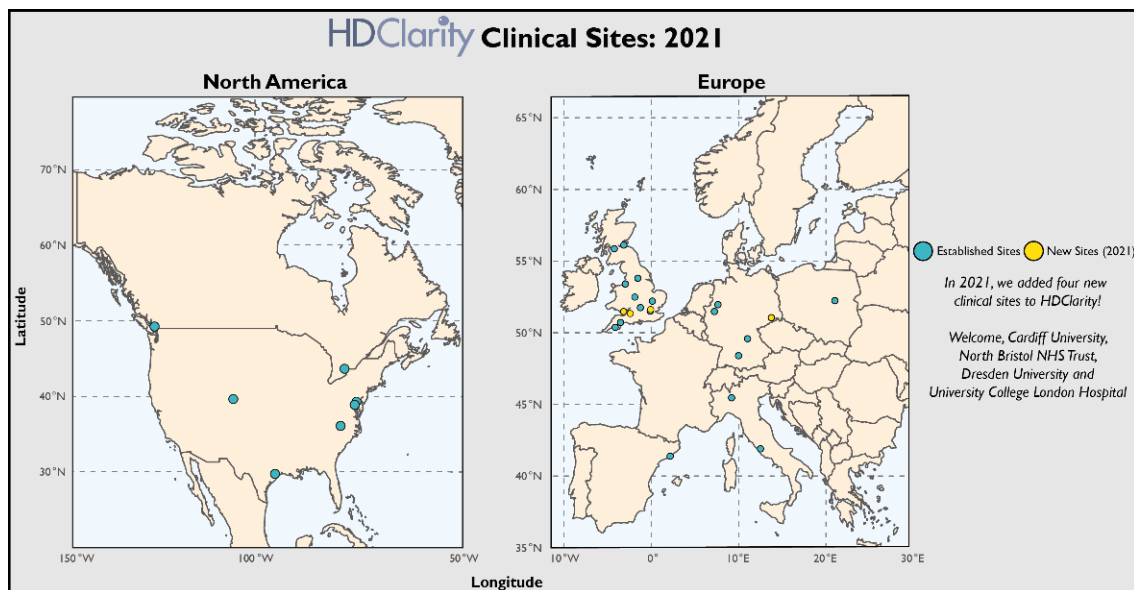 HDClarity Clinical Sites: 2021
North America
Europe
Latitude
70°N
60°N
50°N
40°N
30°N
150°W
100°W
50°W
65°N
60°N
55°N
50°N
45°N
40°N
35°N
10°W
0°
10°E
20°E
30°E
Longitude
Established Sites
New Sites (2021)
In 2021, we added four new
clinical sites to HDClarity!
Welcome, Cardiff University,
North Bristol NHS Trust,
Dresden University and
University College London Hospital